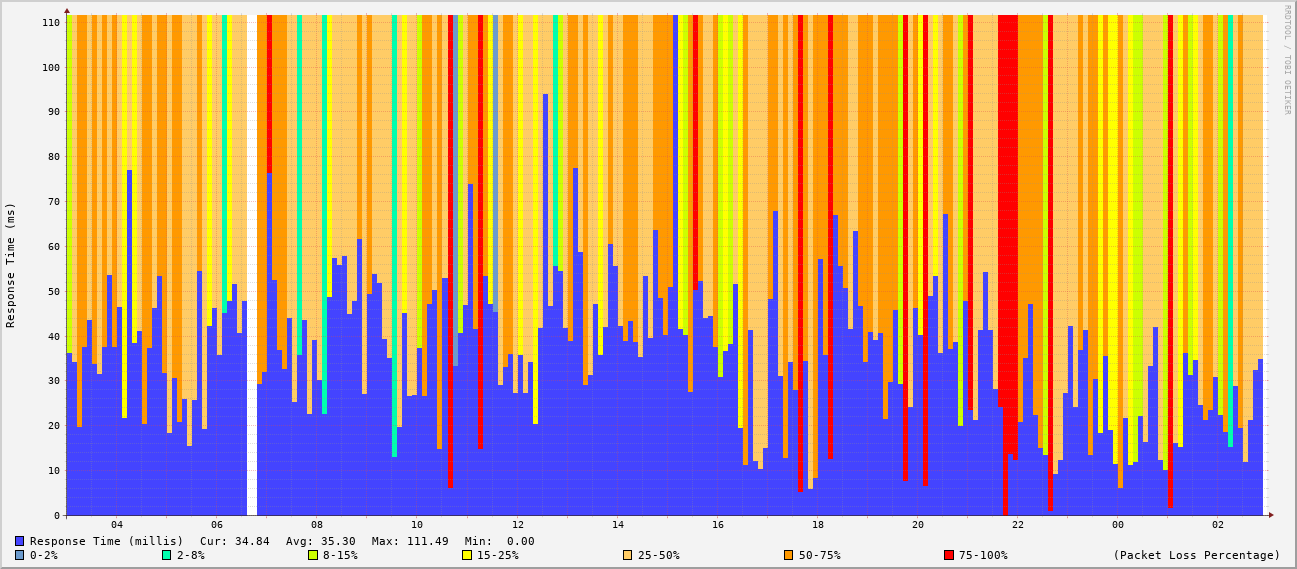 RRDTOOL / TOBI OETIKER
Response Time (ms)
110
100
90
80
70
60
50
40
30
20
10
0
04 06 08 10 12 14 16 18 20 22 00 02
Response Time (millis) Cur: 34.84 Avg: 35.30 Max: 111.49 Min: 0.00
0-2% 2-8% 8-15% 15-25% 25-50% 50-75% 75-100% (Packet Loss Percentage)